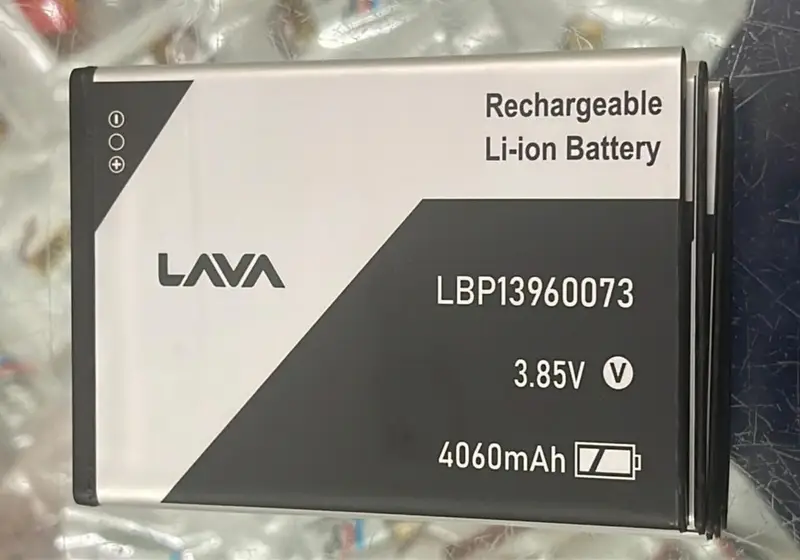 Rechargeable
Li-ion Battery
LAVA
LBP13960073
3.85V V
4060mAh